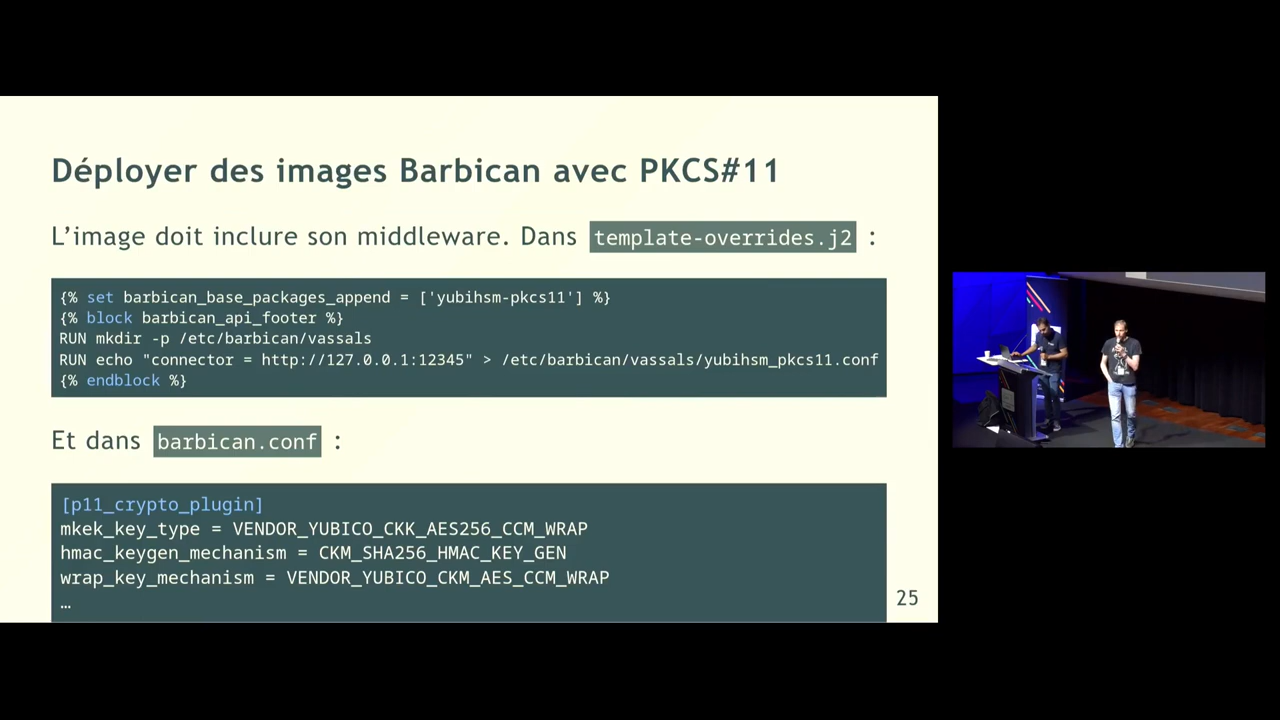 Déployer des images Barbican avec PKCS#11
L'image doit inclure son middleware. Dans template-overrides.j2 :
{% set barbican_base_packages_append = ['yubihsm-pkcs11'] %}
{% block barbican_api_footer %}
RUN mkdir -p /etc/barbican/vassals
RUN echo "connector = http://127.0.0.1:12345" > /etc/barbican/vassals/yubihsm_pkcs11.conf
{% endblock %}
Et dans barbican.conf :
[p11_crypto_plugin]
mkek_key_type = VENDOR_YUBICO_CKK_AES256_CCM_WRAP
hmac_keygen_mechanism = CKM_SHA256_HMAC_KEY_GEN
wrap_key_mechanism = VENDOR_YUBICO_CKM_AES_CCM_WRAP
…
25